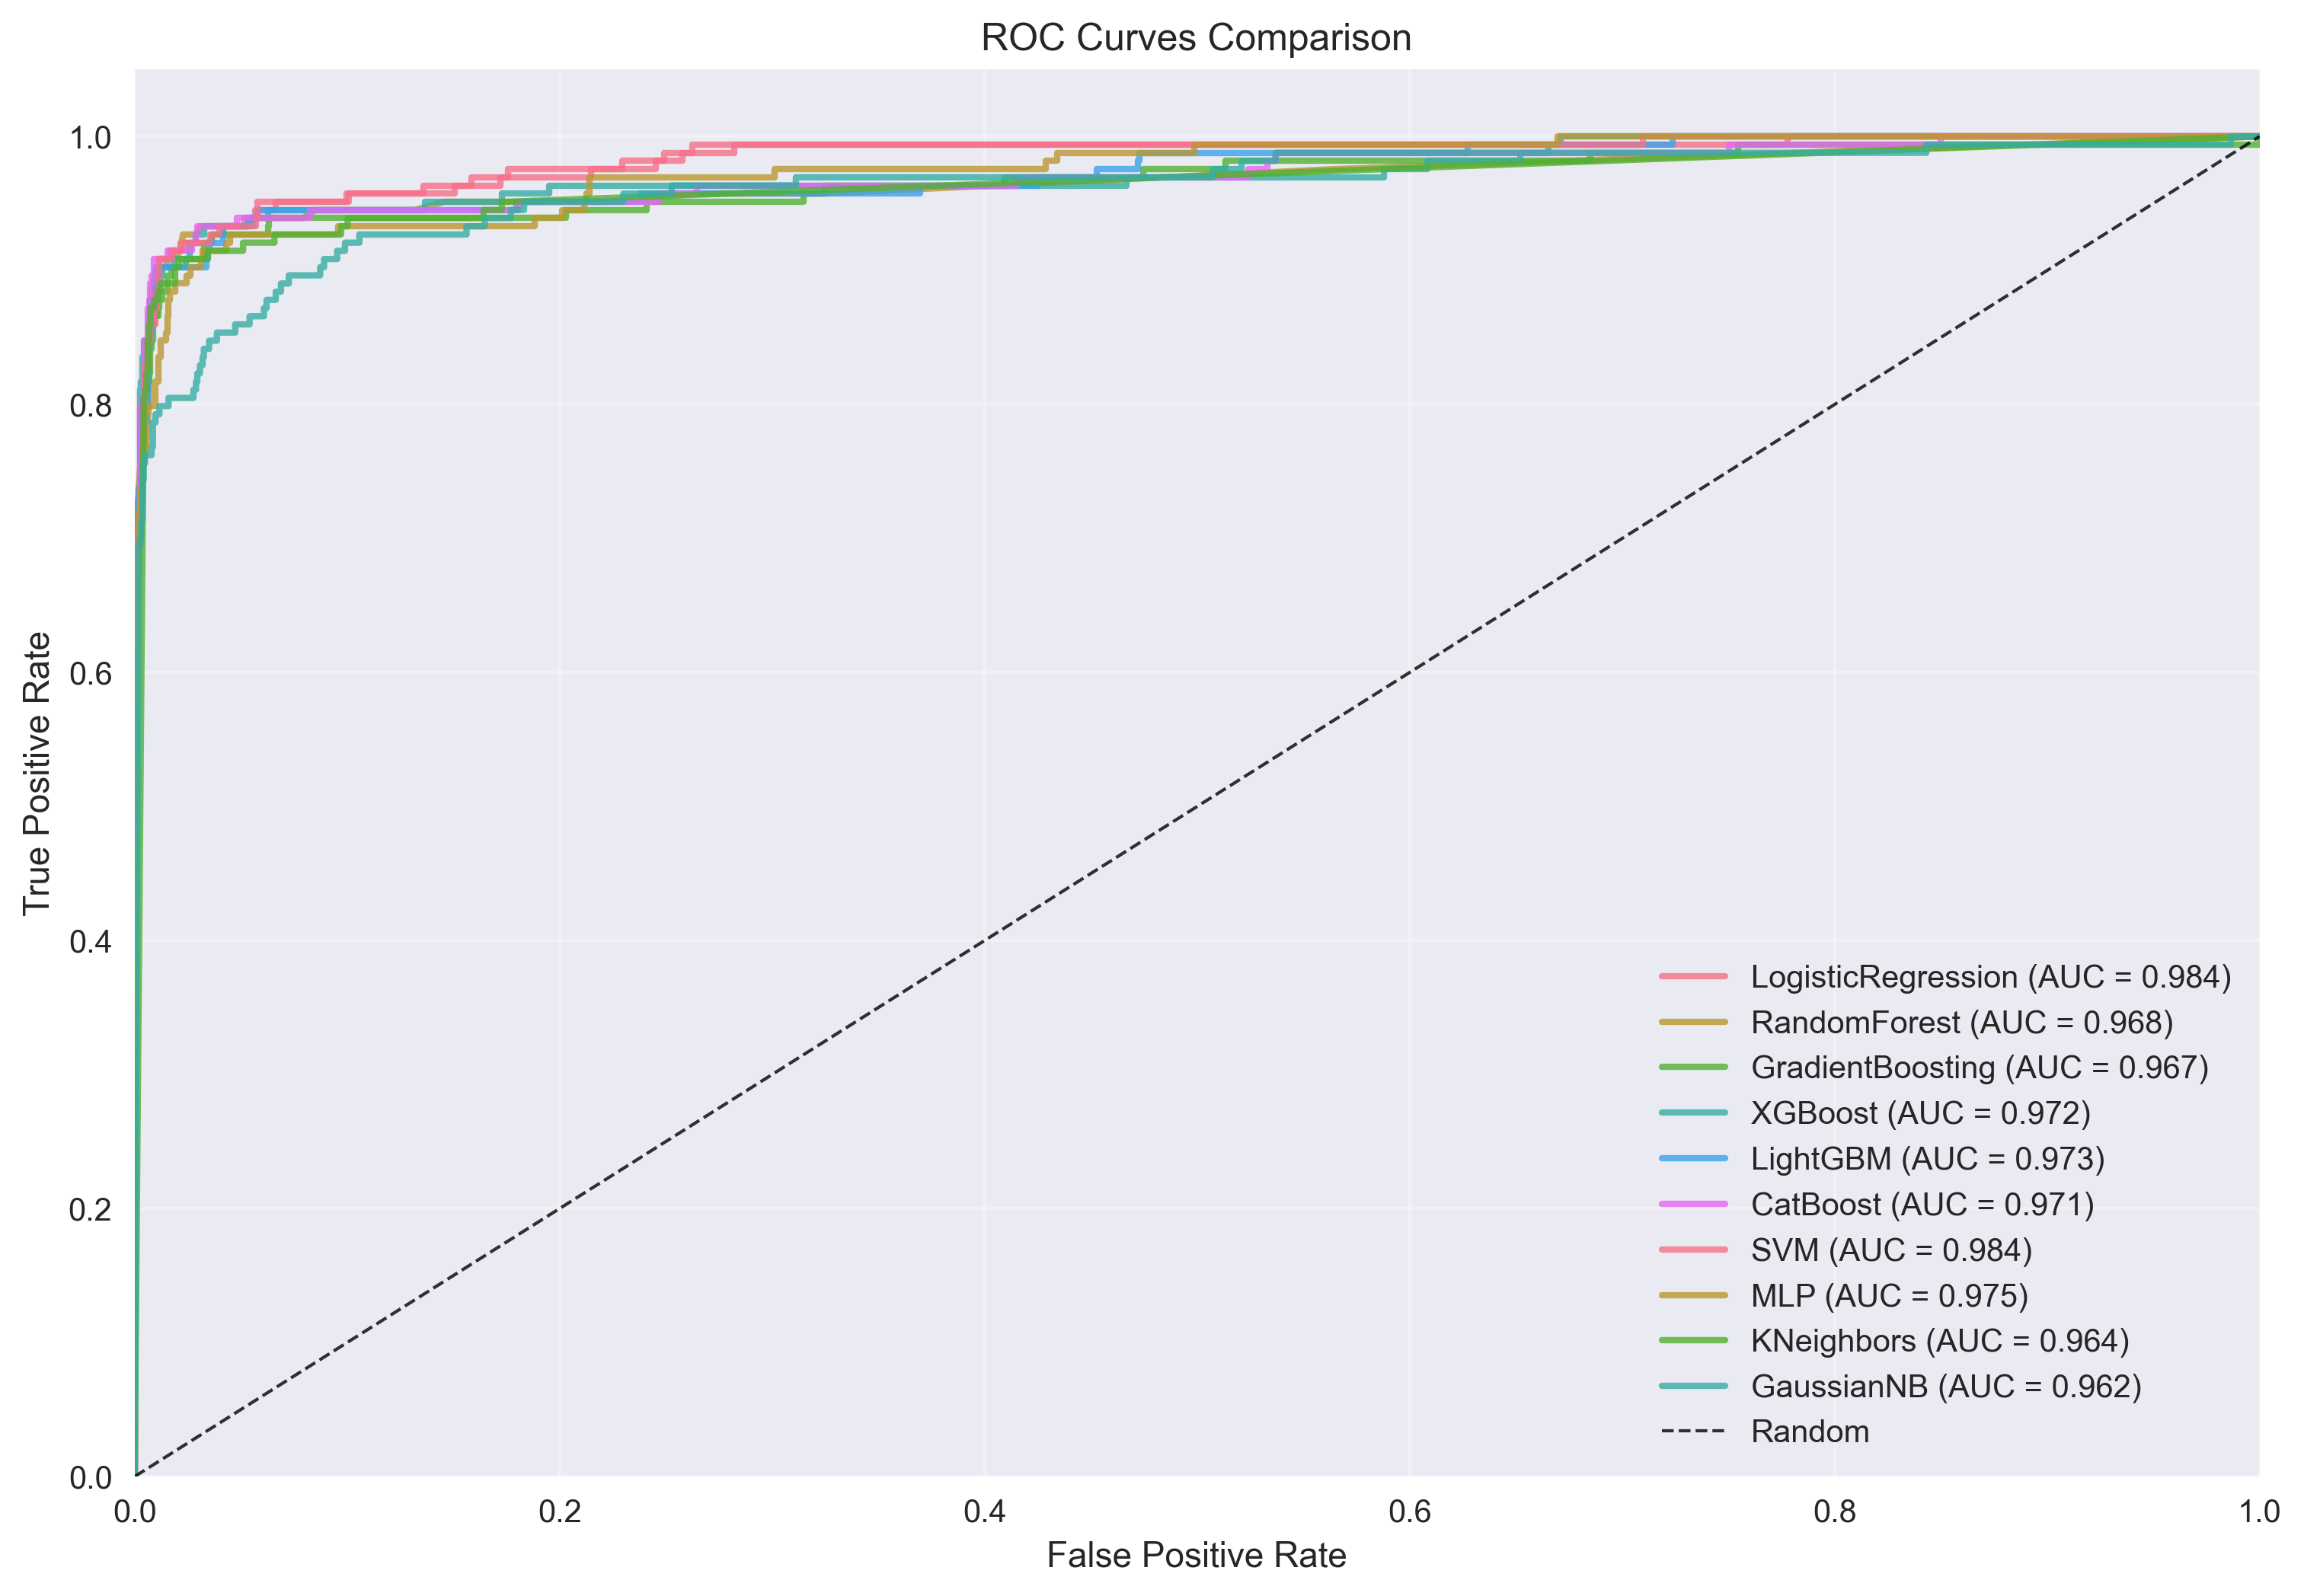 ROC Curves Comparison
1.0
0.8
0.6
0.4
0.2
0.0
True Positive Rate
0.0 0.2 0.4 0.6 0.8 1.0
False Positive Rate
LogisticRegression (AUC = 0.984)
RandomForest (AUC = 0.968)
GradientBoosting (AUC = 0.967)
XGBoost (AUC = 0.972)
LightGBM (AUC = 0.973)
CatBoost (AUC = 0.971)
SVM (AUC = 0.984)
MLP (AUC = 0.975)
KNeighbors (AUC = 0.964)
GaussianNB (AUC = 0.962)
Random